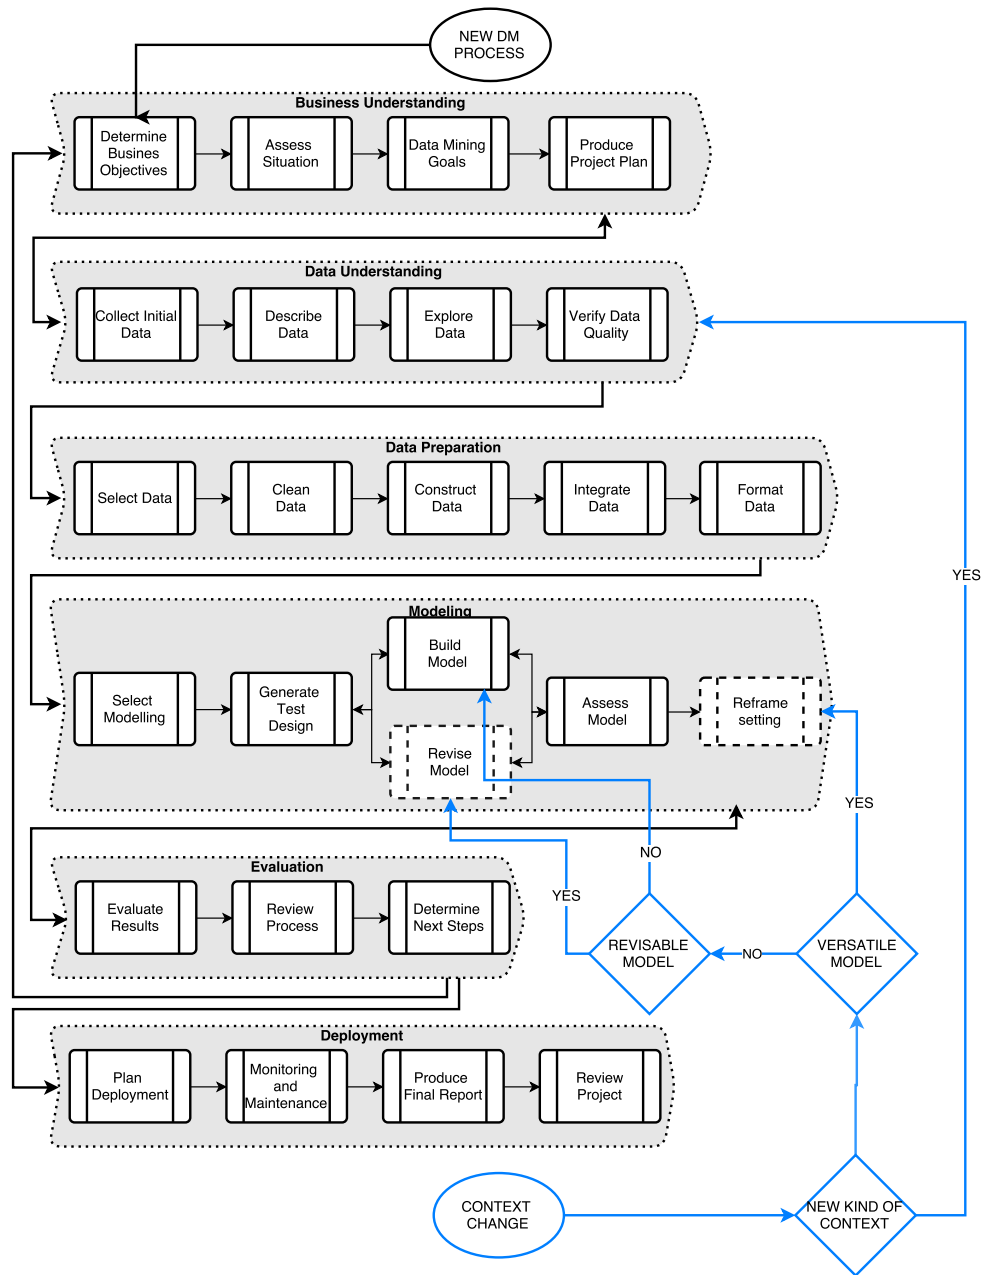 NEW DM
PROCESS
Business Understanding
Determine
Busines
Objectives
Assess
Situation
Data Mining
Goals
Produce
Project Plan
Data Understanding
Collect Initial
Data
Describe
Data
Explore
Data
Verify Data
Quality
Data Preparation
Select Data
Clean
Data
Construct
Data
Integrate
Data
Format
Data
YES
Modeling
Select
Modelling
Generate
Test
Design
Build
Model
Revise
Model
Assess
Model
Reframe
setting
YES
NO
YES
Evaluation
Evaluate
Results
Review
Process
Determine
Next Steps
REVISABLE
MODEL
NO
VERSATILE
MODEL
Deployment
Plan
Deployment
Monitoring
and
Maintenance
Produce
Final Report
Review
Project
CONTEXT
CHANGE
NEW KIND OF
CONTEXT